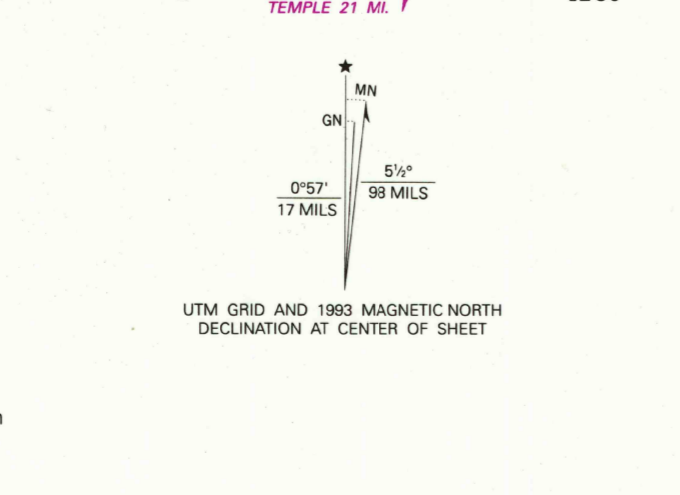 TEMPLE 21 MI.
MN
GN
5½°
98 MILS
0°57'
17 MILS
UTM GRID AND 1993 MAGNETIC NORTH
DECLINATION AT CENTER OF SHEET